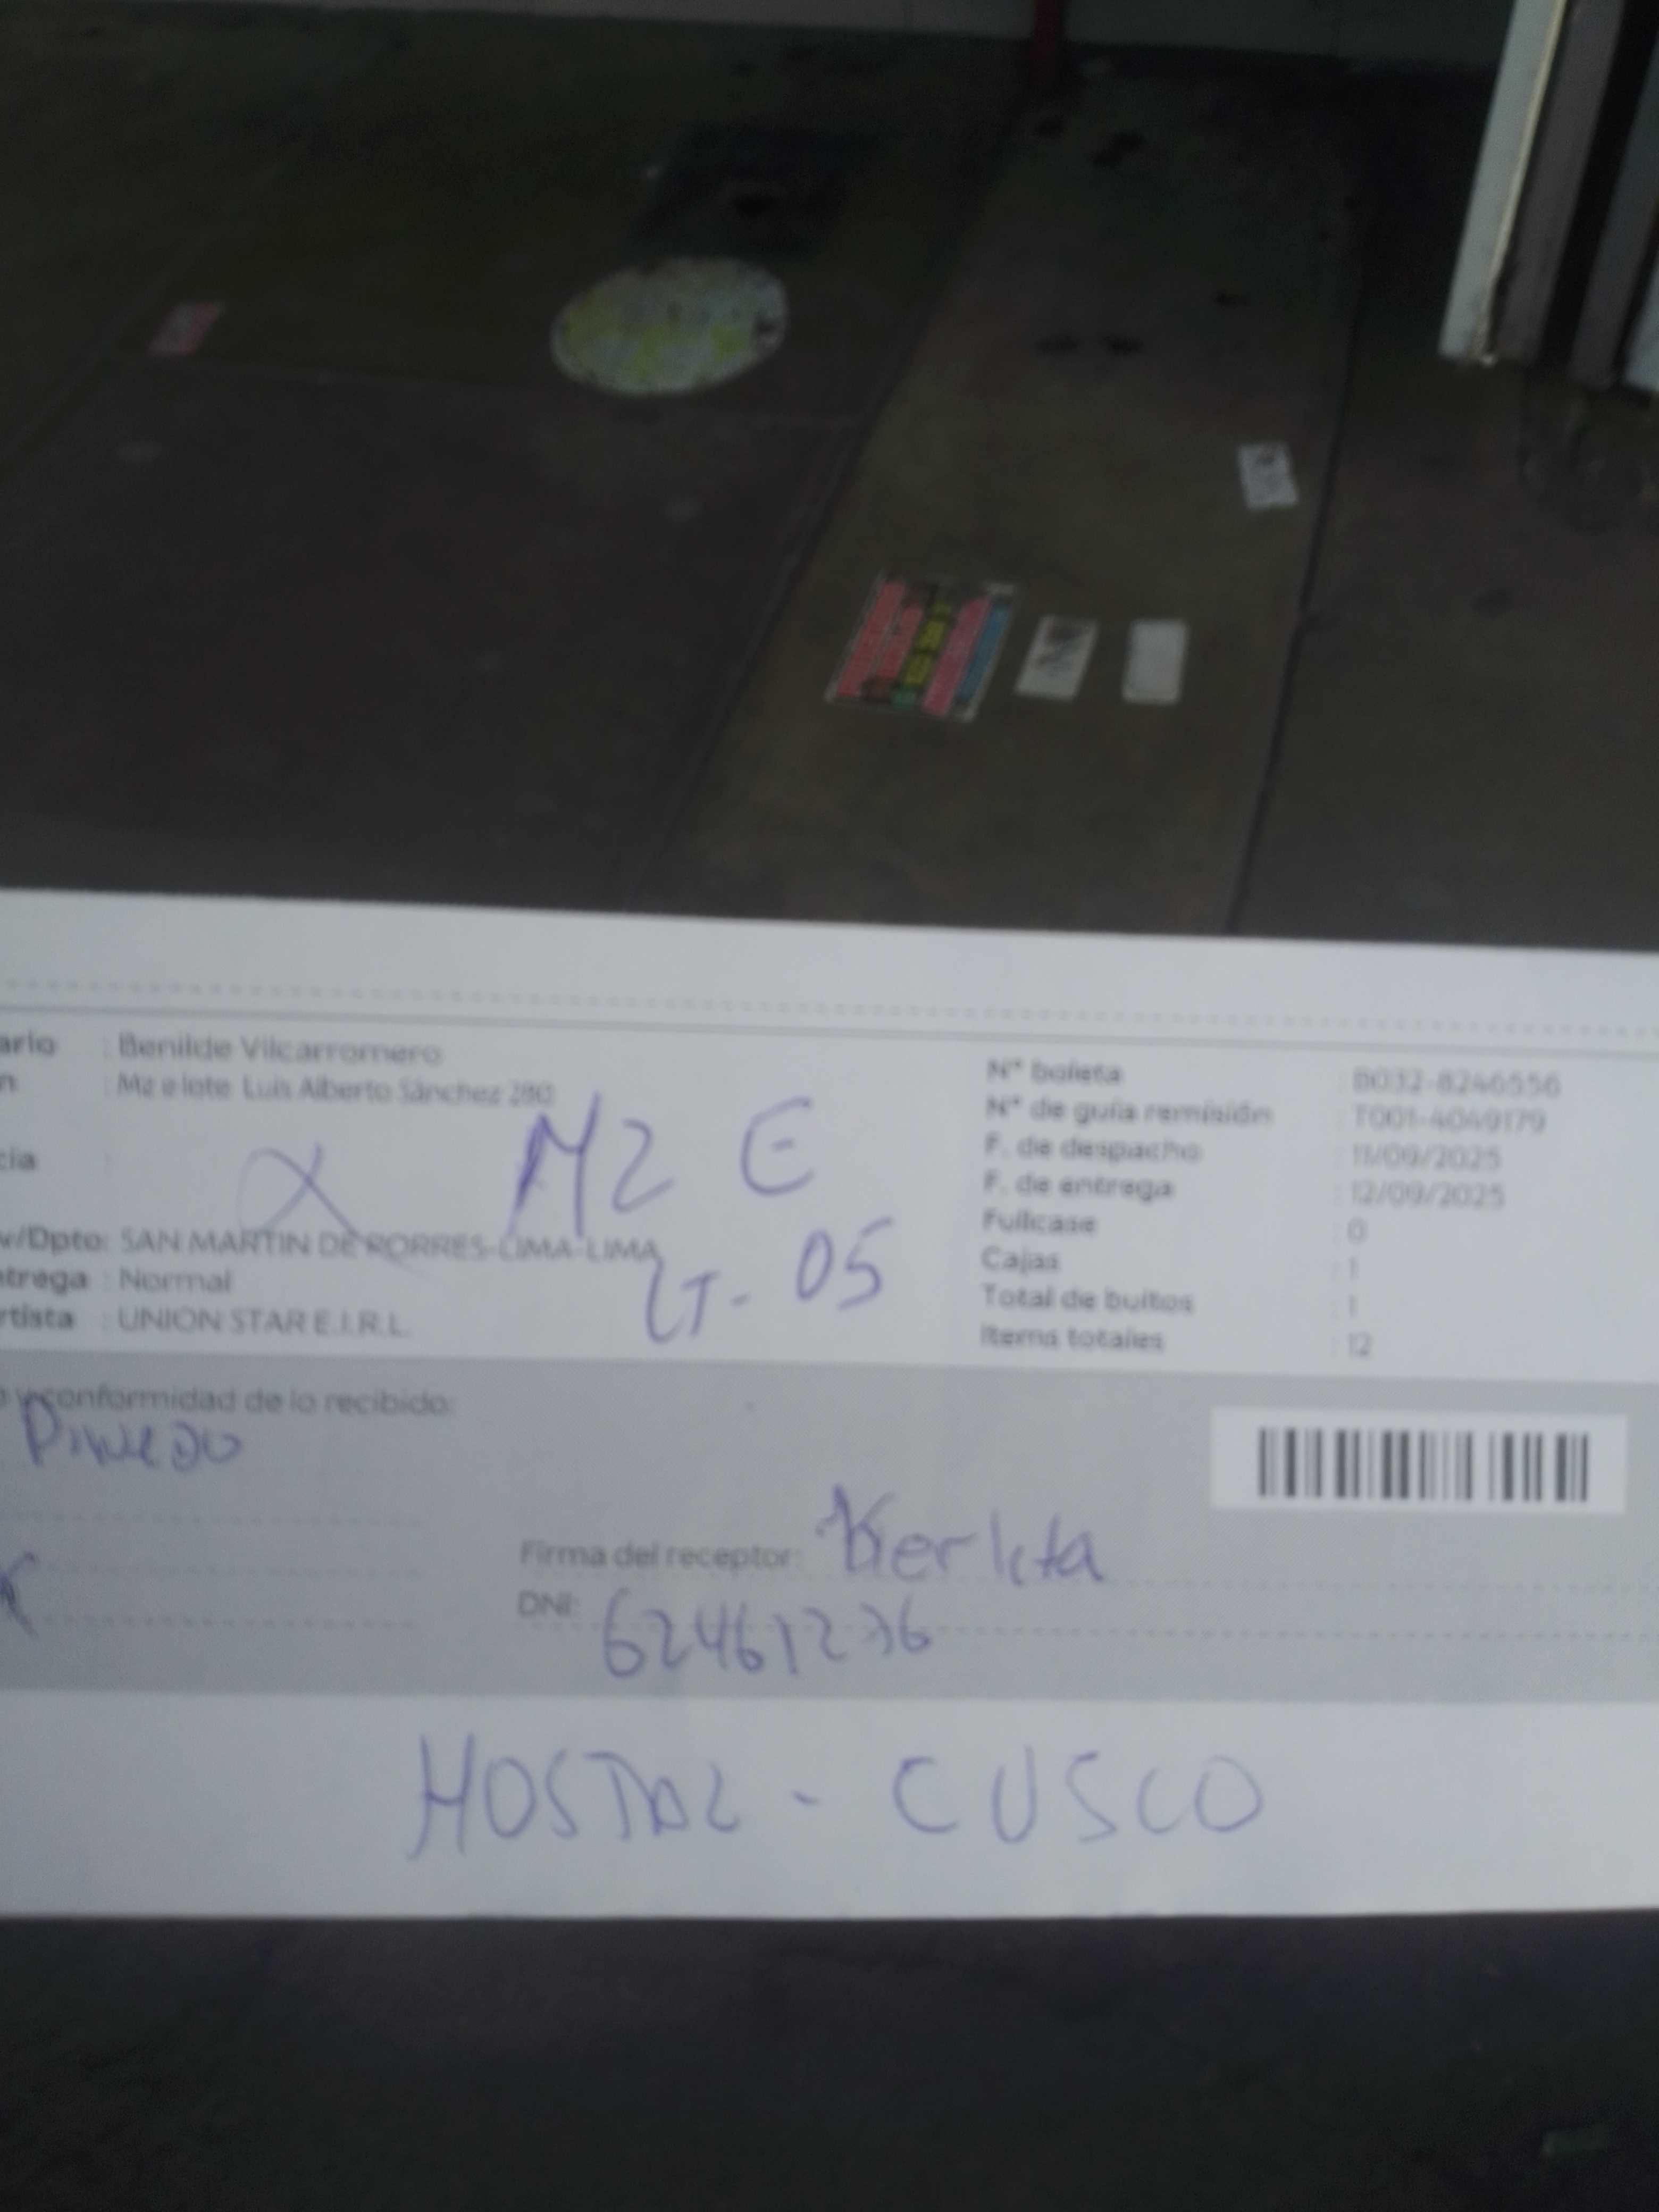 ario : Benilde Vilcarromero
n : Mz e lote Luis Alberto Sánchez 280
cia :
MZ E
v/Dpto: SAN MARTIN DE PORRES-LIMA-LIMA
LT- 05
trega : Normal
rtista : UNION STAR E.I.R.L.
N° boleta : B032-8246556
N° de guía remisión : T001-4049179
F. de despacho : 11/09/2025
F. de entrega : 12/09/2025
Fullcase : 0
Cajas : 1
Total de bultos : 1
Items totales : 12
o y conformidad de lo recibido:
Pinedo
Firma del receptor:
DNI: 62461276
HOSTAL - CUSCO